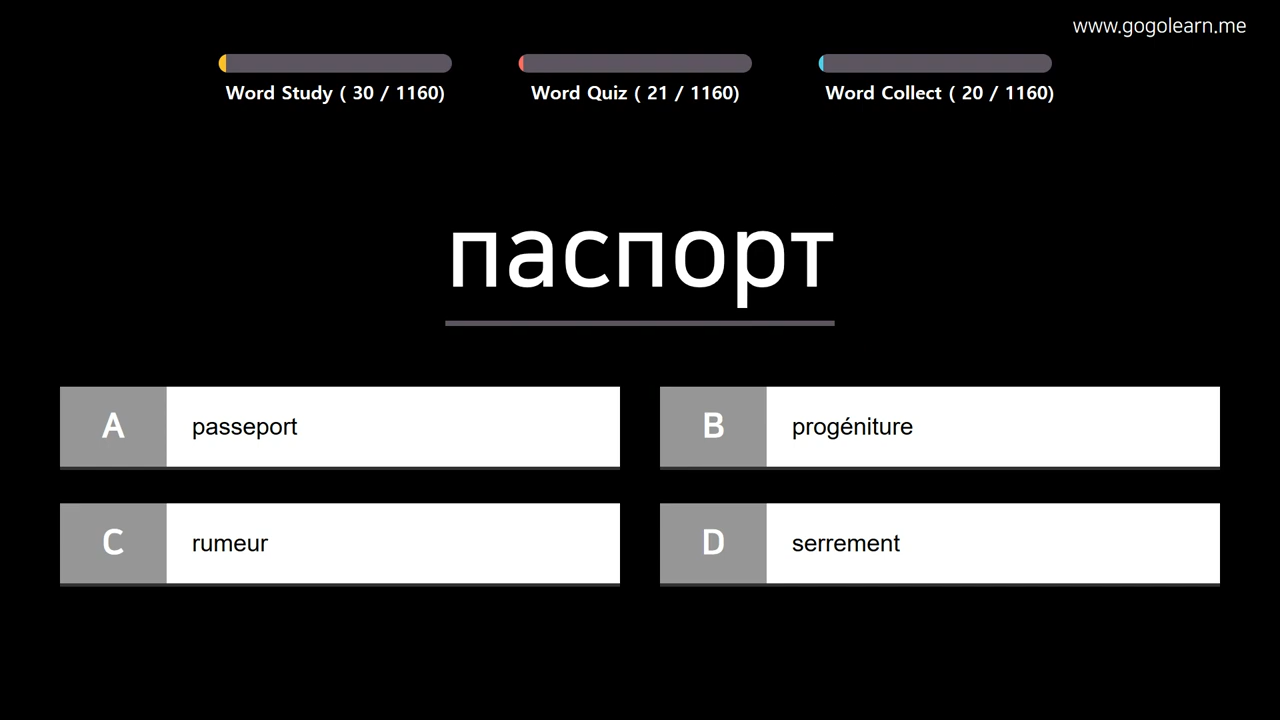 www.gogolearn.me
Word Study ( 30 / 1160)
Word Quiz ( 21 / 1160)
Word Collect ( 20 / 1160)
паспорт
A passeport
B progéniture
C rumeur
D serrement